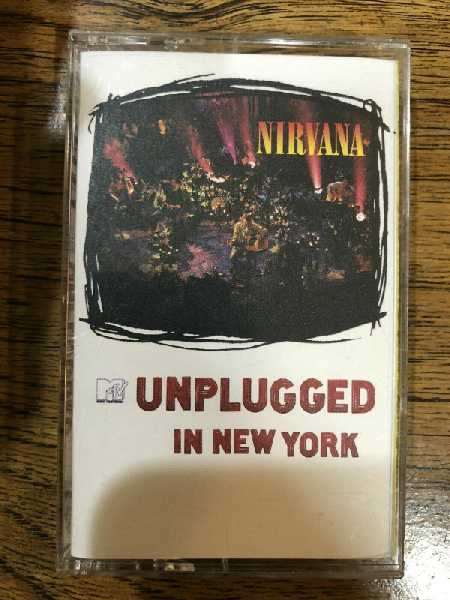 NIRVANA
MTV
UNPLUGGED
IN NEW YORK